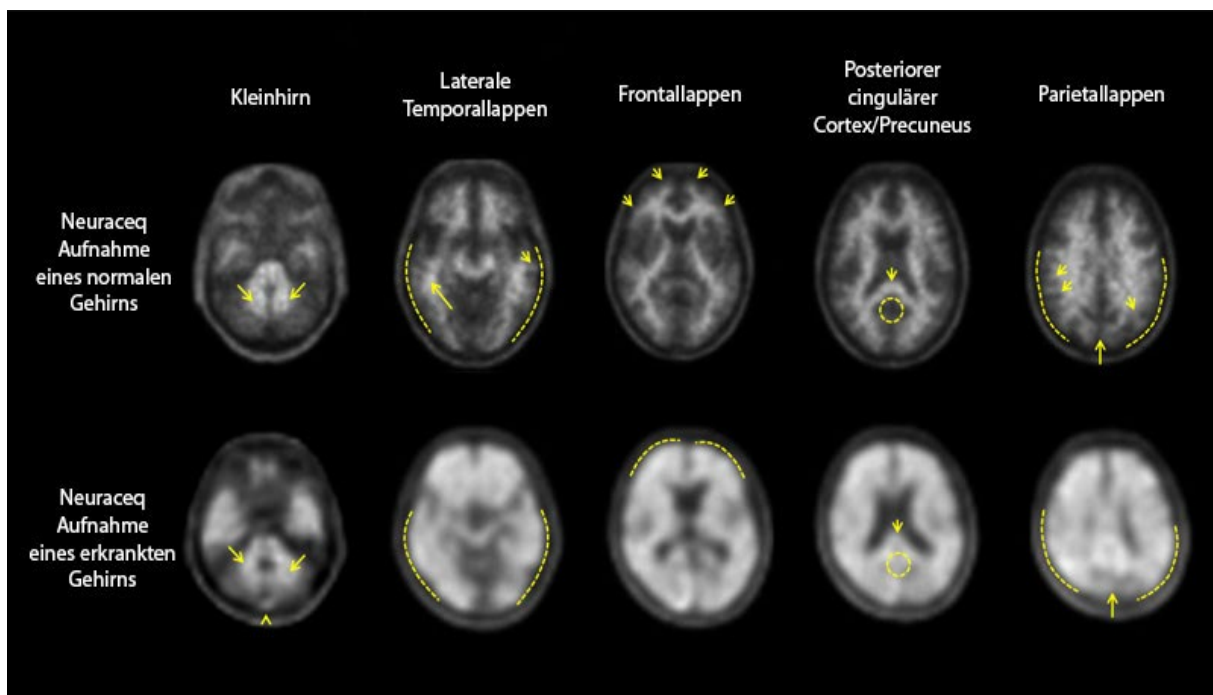 Kleinhirn
Laterale
Temporallappen
Frontallappen
Posteriorer
cingulärer
Cortex/Precuneus
Parietallappen
Neuraceq
Aufnahme
eines normalen
Gehirns
Neuraceq
Aufnahme
eines erkrankten
Gehirns